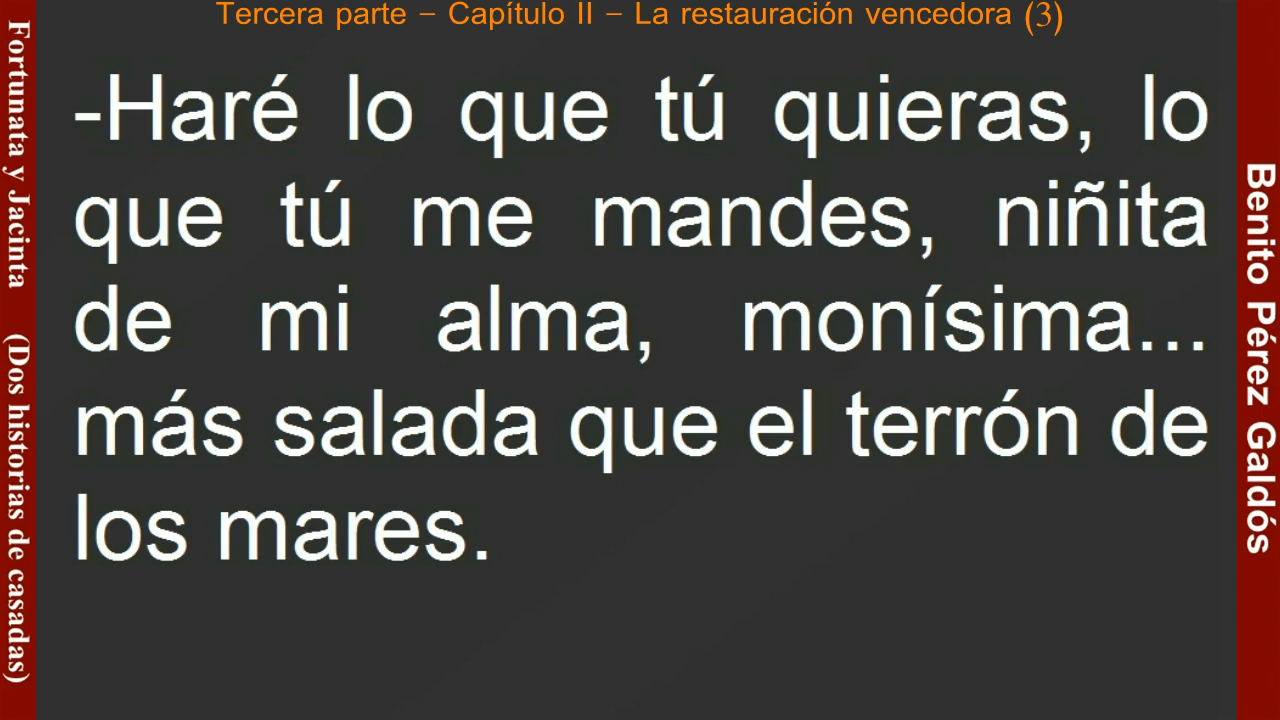 Tercera parte – Capítulo II – La restauración vencedora (3)
Fortunata y Jacinta (Dos historias de casadas)
-Haré lo que tú quieras, lo
que tú me mandes, niñita
de mi alma, monísima...
más salada que el terrón de
los mares.
Benito Pérez Galdós